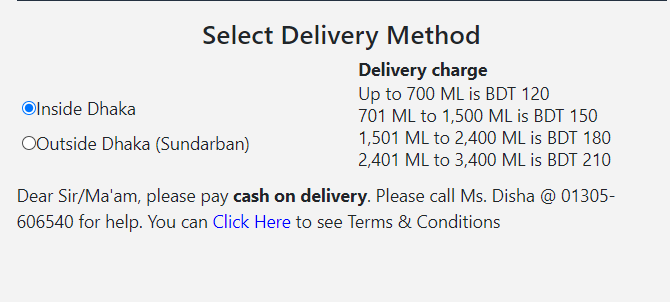 Select Delivery Method
Inside Dhaka
Outside Dhaka (Sundarban)
Delivery charge
Up to 700 ML is BDT 120
701 ML to 1,500 ML is BDT 150
1,501 ML to 2,400 ML is BDT 180
2,401 ML to 3,400 ML is BDT 210
Dear Sir/Ma'am, please pay cash on delivery. Please call Ms. Disha @ 01305-
606540 for help. You can Click Here to see Terms & Conditions